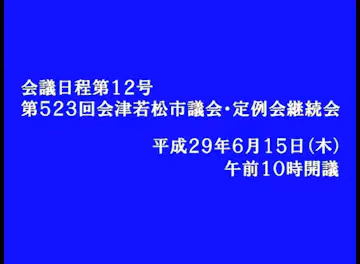 会議日程第12号
第523回会津若松市議会・定例会継続会
平成29年6月15日(木)
午前10時開議